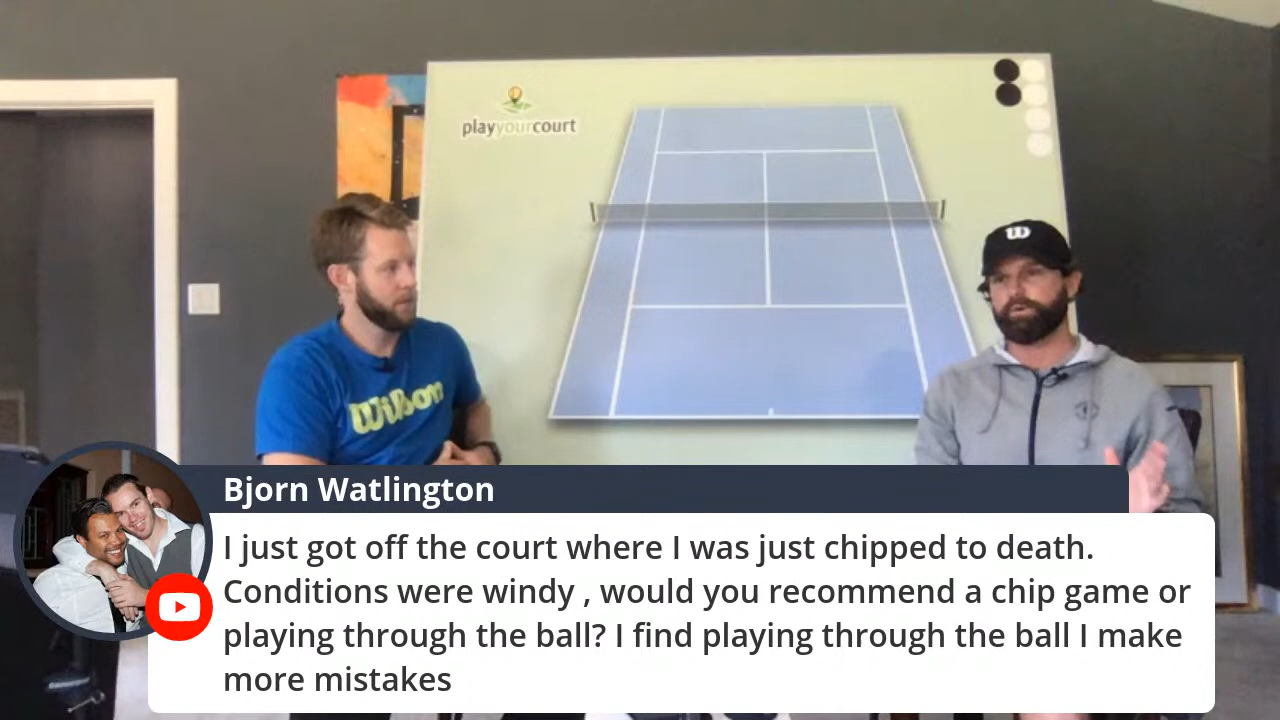 playyourcourt
W
Wilson
Bjorn Watlington
I just got off the court where I was just chipped to death.
Conditions were windy , would you recommend a chip game or
playing through the ball? I find playing through the ball I make
more mistakes